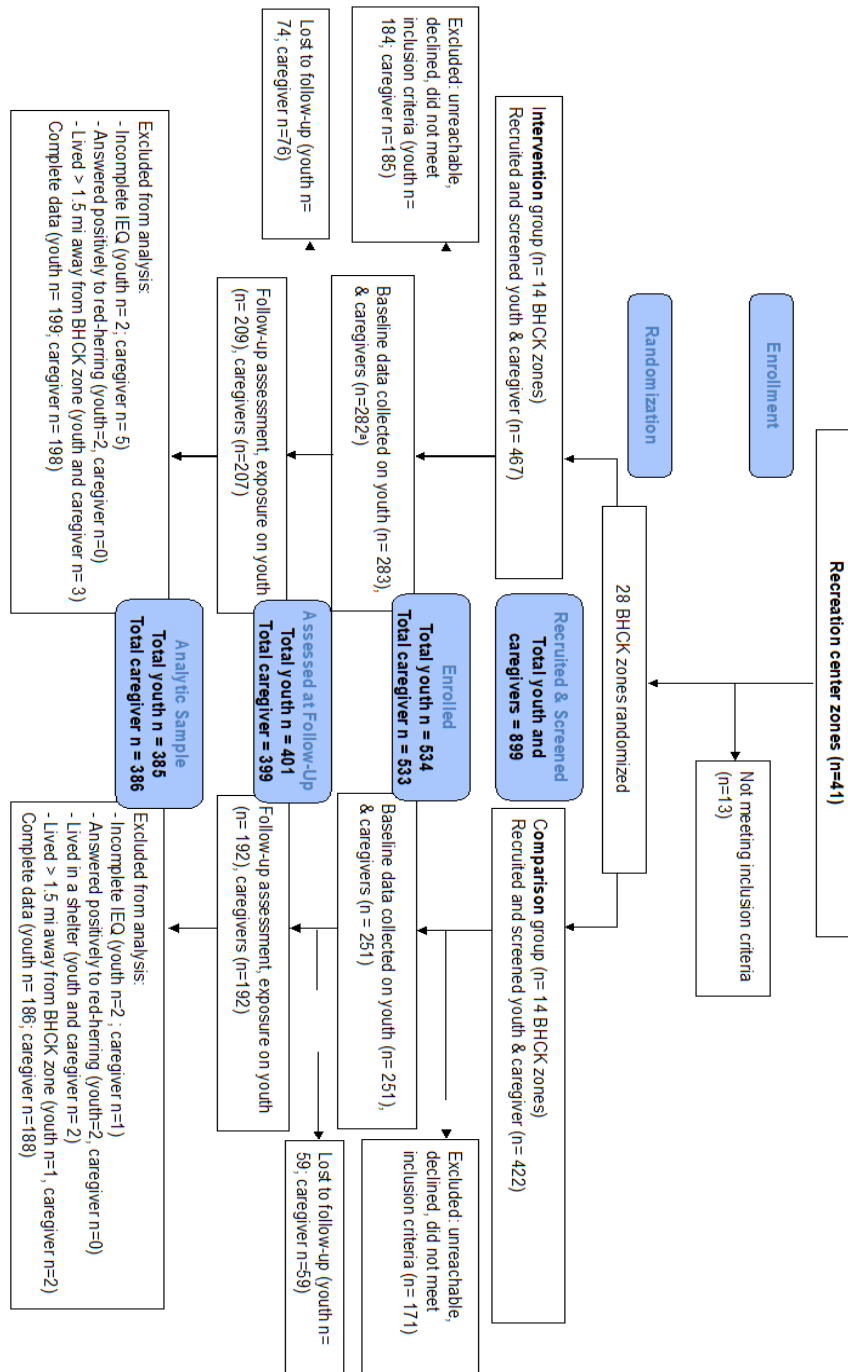 Recreation center zones (n=41)
Enrollment
Not meeting inclusion criteria
(n=13)
Randomization
28 BHCK zones randomized
Intervention group (n= 14 BHCK zones)
Recruited and screened youth & caregiver (n= 467)
Recruited & Screened
Total youth and
caregivers = 899
Comparison group (n= 14 BHCK zones)
Recruited and screened youth & caregiver (n= 422)
Excluded: unreachable,
declined, did not meet
inclusion criteria (youth n=
184; caregiver n=185)
Excluded: unreachable,
declined, did not meet
inclusion criteria (n= 171)
Baseline data collected on youth (n= 283),
& caregivers (n=282ª)
Enrolled
Total youth n = 534
Total caregiver n = 533
Baseline data collected on youth (n= 251),
& caregivers (n = 251)
Lost to follow-up (youth n=
74; caregiver n=76)
Lost to follow-up (youth n=
59; caregiver n=59)
Follow-up assessment, exposure on youth
(n= 209), caregivers (n=207)
Assessed at Follow-Up
Total youth n = 401
Total caregiver = 399
Follow-up assessment, exposure on youth
(n= 192), caregivers (n=192)
Excluded from analysis:
- Incomplete IEQ (youth n= 2; caregiver n= 5)
- Answered positively to red-herring (youth=2, caregiver n=0)
- Lived > 1.5 mi away from BHCK zone (youth and caregiver n= 3)
Complete data (youth n= 199; caregiver n= 198)
Analytic Sample
Total youth n = 385
Total caregiver n = 386
Excluded from analysis:
- Incomplete IEQ (youth n=2 ; caregiver n=1)
- Answered positively to red-herring (youth=2, caregiver n=0)
- Lived in a shelter (youth and caregiver n= 2)
- Lived > 1.5 mi away from BHCK zone (youth n=1, caregiver n=2)
Complete data (youth n= 186; caregiver n=188)